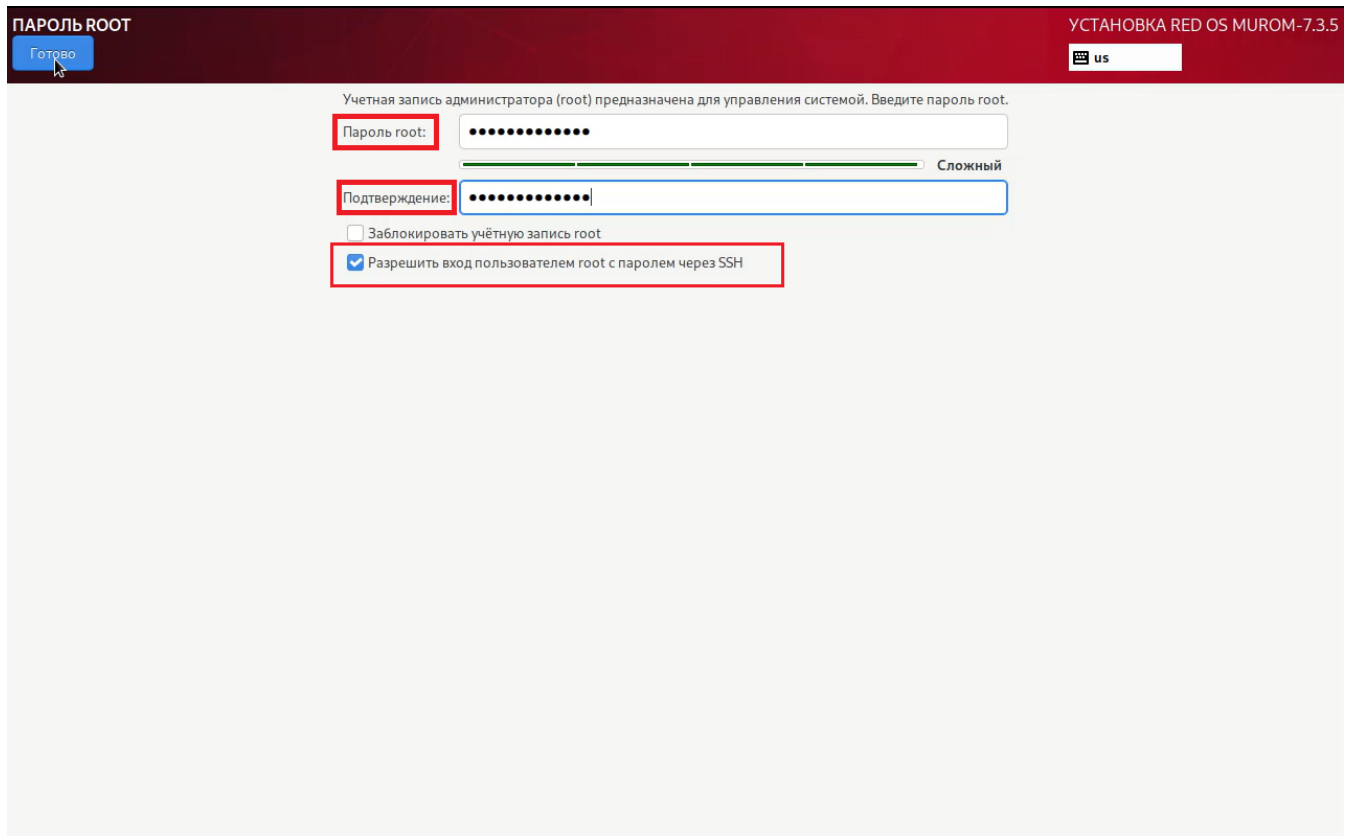 ПАРОЛЬ ROOT
Готово
УСТАНОВКА RED OS MUROM-7.3.5
us
Учетная запись администратора (root) предназначена для управления системой. Введите пароль root.
Пароль root: •••••••••••••
Сложный
Подтверждение: •••••••••••••
Заблокировать учётную запись root
Разрешить вход пользователем root с паролем через SSH